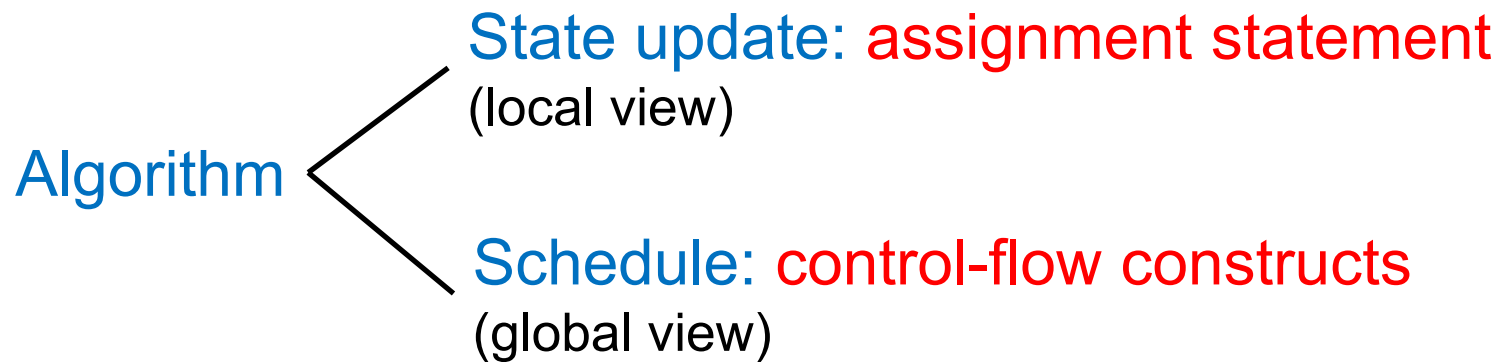 State update: assignment statement
(local view)
Algorithm
Schedule: control-flow constructs
(global view)